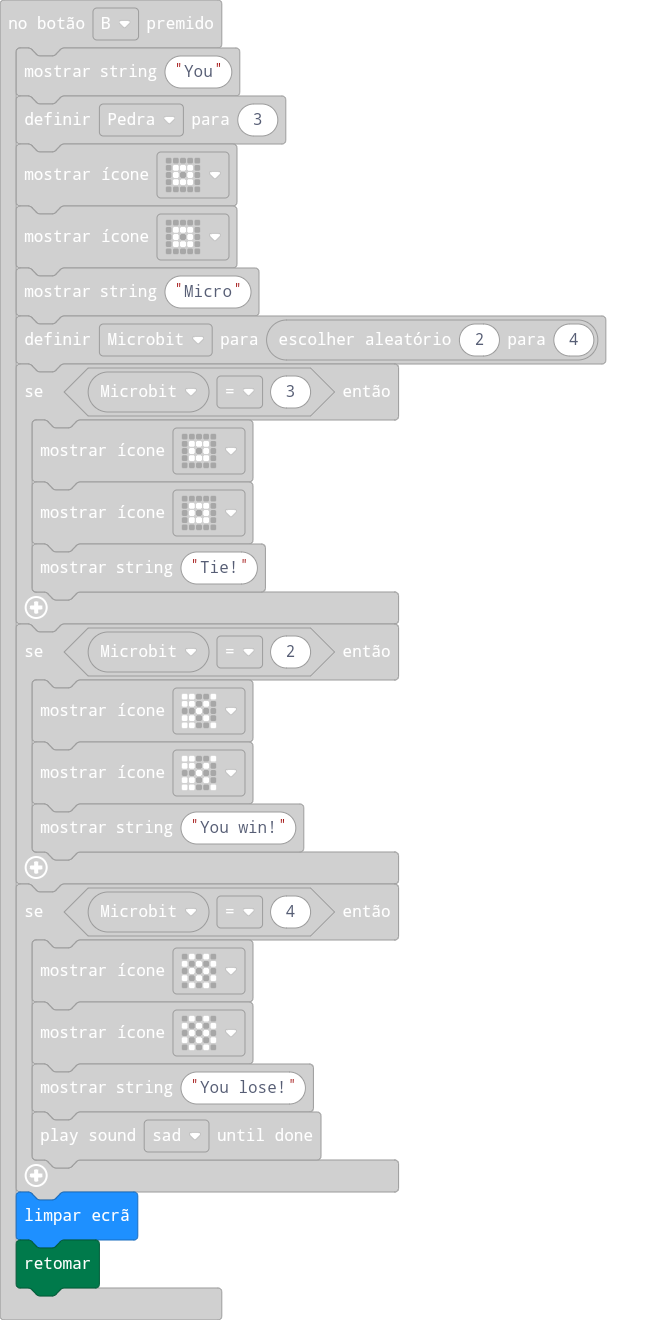 no botão B premido
mostrar string "You"
definir Pedra para 3
mostrar ícone
mostrar ícone
mostrar string "Micro"
definir Microbit para escolher aleatório 2 para 4
se Microbit = 3 então
mostrar ícone
mostrar ícone
mostrar string "Tie!"
se Microbit = 2 então
mostrar ícone
mostrar ícone
mostrar string "You win!"
se Microbit = 4 então
mostrar ícone
mostrar ícone
mostrar string "You lose!"
play sound sad until done
limpar ecrã
retomar